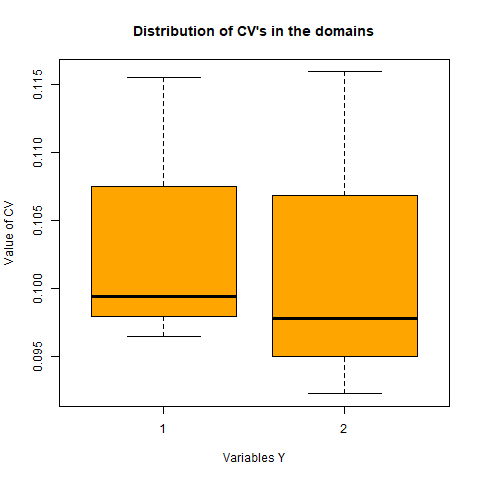 Distribution of CV's in the domains
Value of CV
0.115
0.110
0.105
0.100
0.095
1 2
Variables Y